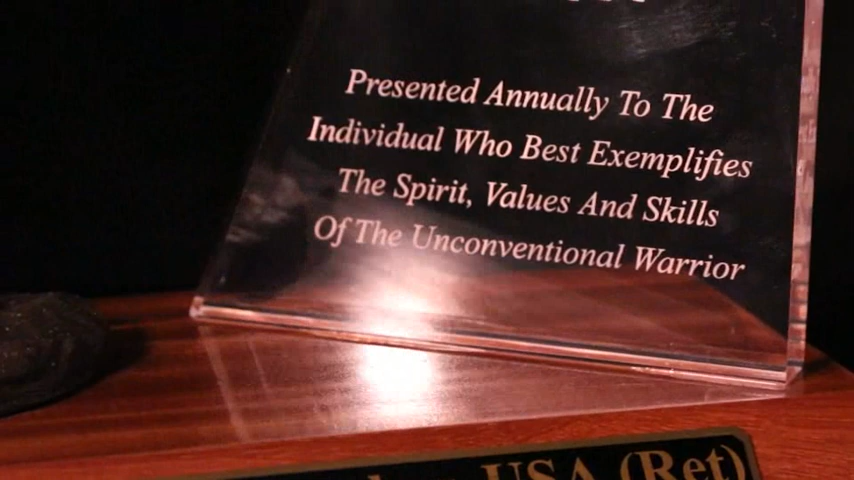 Presented Annually To The
Individual Who Best Exemplifies
The Spirit, Values And Skills
Of The Unconventional Warrior
USA (Ret)